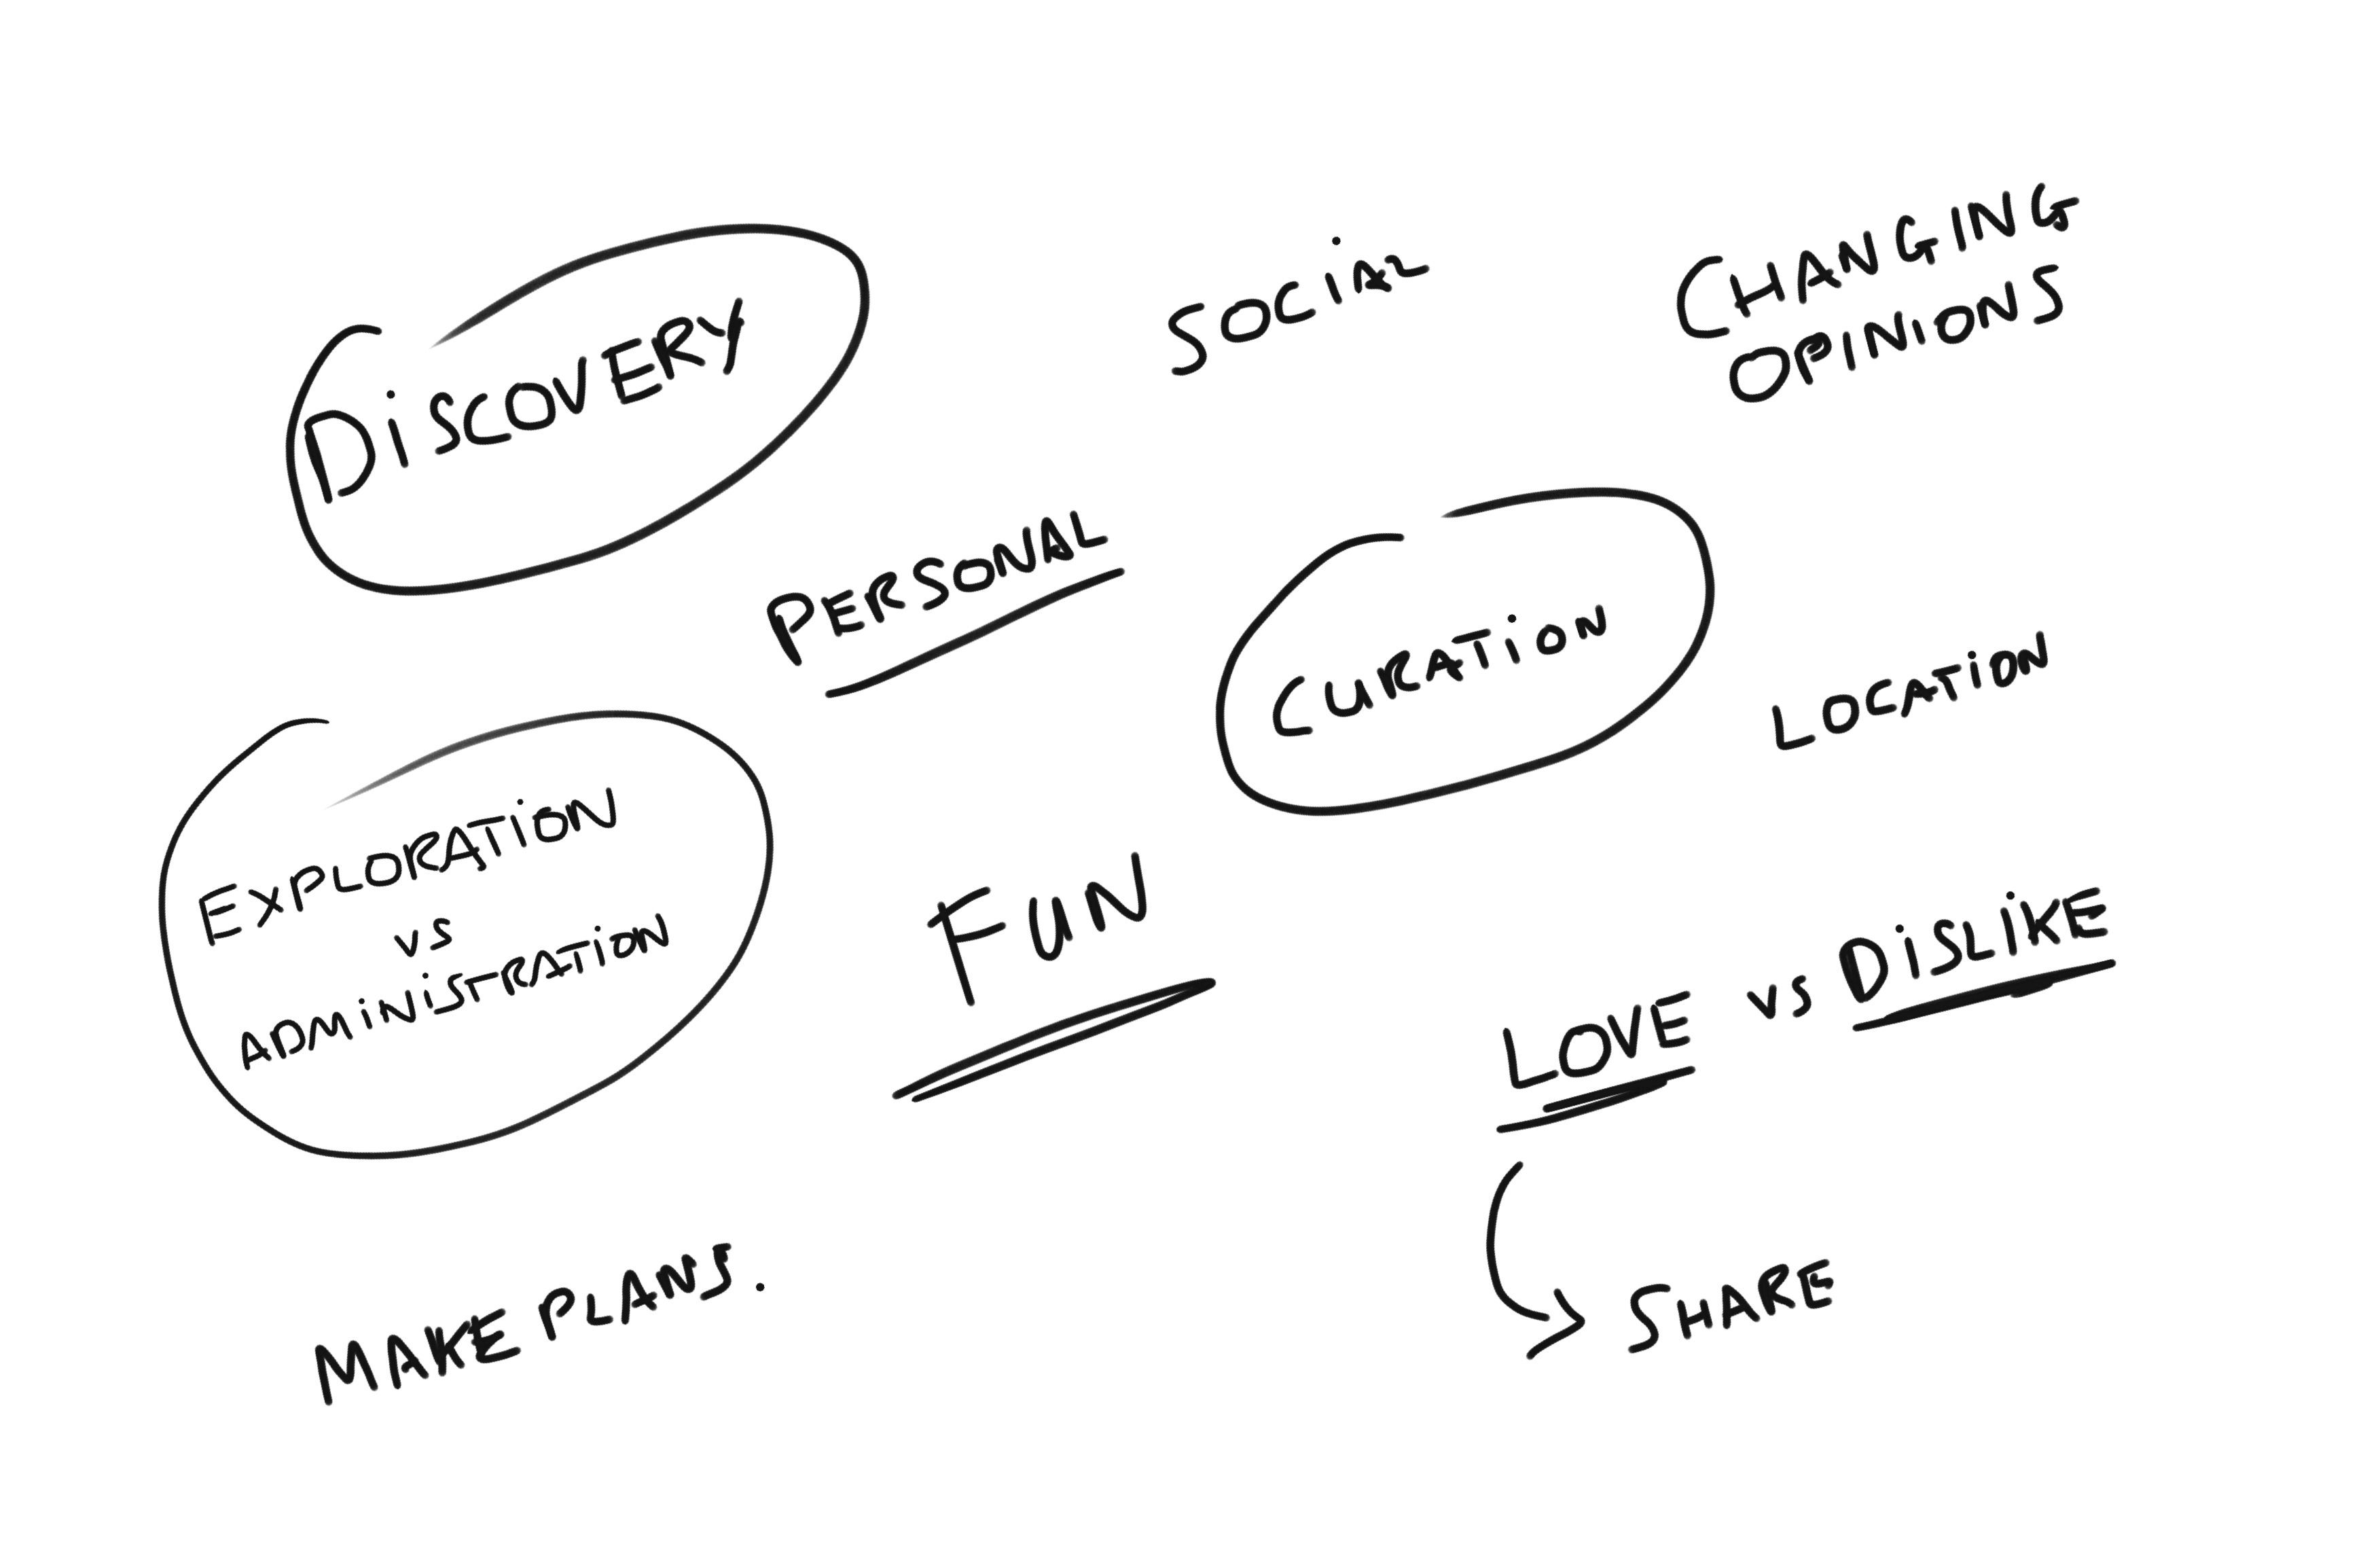 DiSCOVERY
SOCiAL
CHANGING
OPINIONS
PERSONAL
CURATiON
LOCATiON
EXPLORATiON
vs
ADMiNiSTRATiON
FUN
LOVE vs DiSLiKE
SHARE
MAKE PLANS.